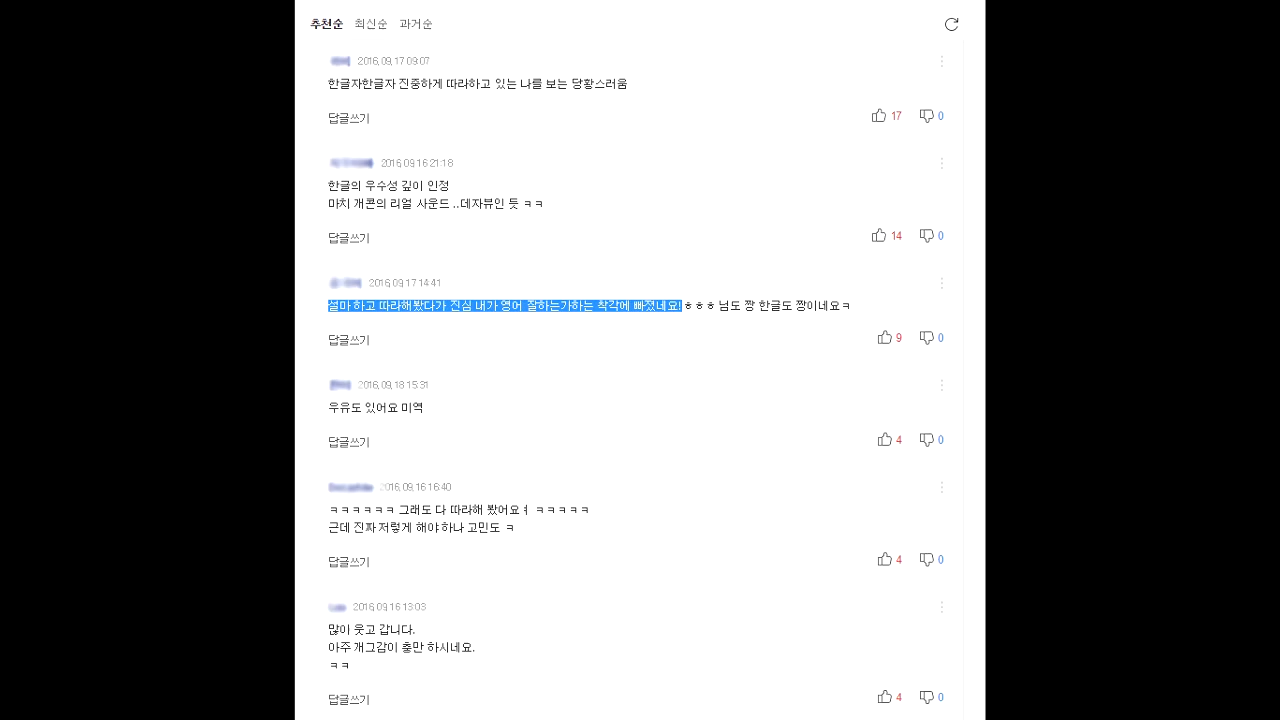 추천순 최신순 과거순
2016.09.17 09:07
한글자한글자 진중하게 따라하고 있는 나를 보는 당황스러움
답글쓰기 17 0
2016.09.16 21:18
한글의 우수성 깊이 인정
마치 개콘의 리얼 사운드 ..데자뷰인 듯 ㅋㅋ
답글쓰기 14 0
2016.09.17 14:41
설마 하고 따라해봤다가 진심 내가 영어 잘하는가하는 착각에 빠졌네요!ㅎㅎㅎ 님도 짱 한글도 짱이네요ㅋ
답글쓰기 9 0
2016.09.18 15:31
우유도 있어요 미역
답글쓰기 4 0
2016.09.16 16:40
ㅋㅋㅋㅋㅋㅋ 그래도 다 따라해 봤어요ㅕ ㅋㅋㅋㅋㅋ
근데 진짜 저렇게 해야 하나 고민도 ㅋ
답글쓰기 4 0
2016.09.16 13:03
많이 웃고 갑니다.
아주 개그감이 충만 하시네요.
ㅋㅋ
답글쓰기 4 0